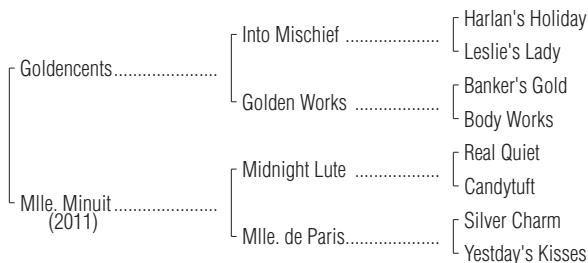 Harlan's Holiday
Into Mischief ........................
Leslie's Lady
Goldencents..........................
Banker's Gold
Golden Works ......................
Body Works
Real Quiet
Midnight Lute ......................
Candytuft
Mlle. Minuit..........................
(2011)
Silver Charm
Mlle. de Paris.......................
Yestday's Kisses